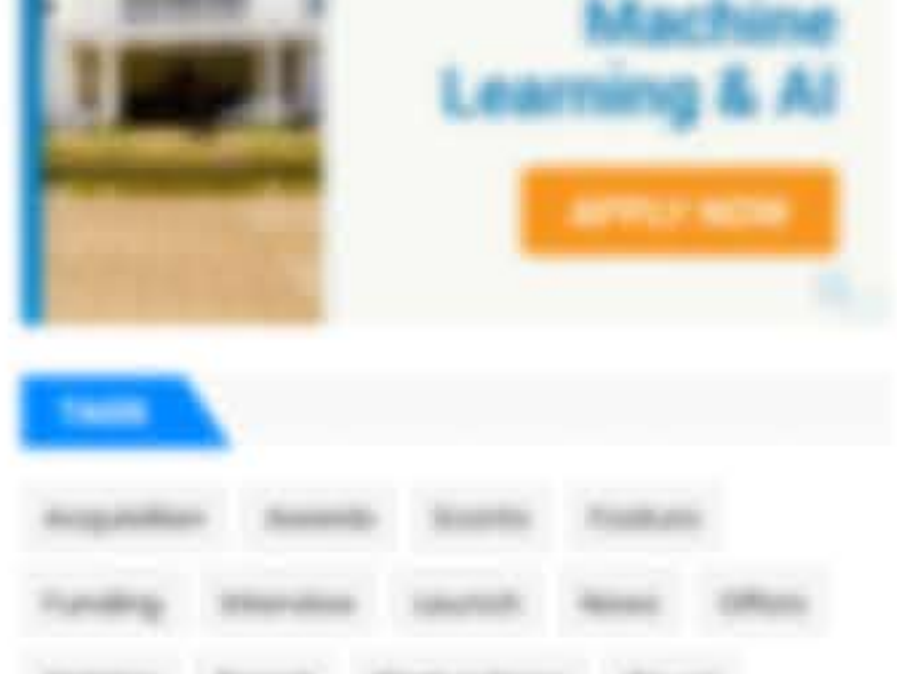 Machine
Learning & AI
APPLY NOW
TAGS
Acquisition Awards Events Feature
Funding Interview Launch News Offers